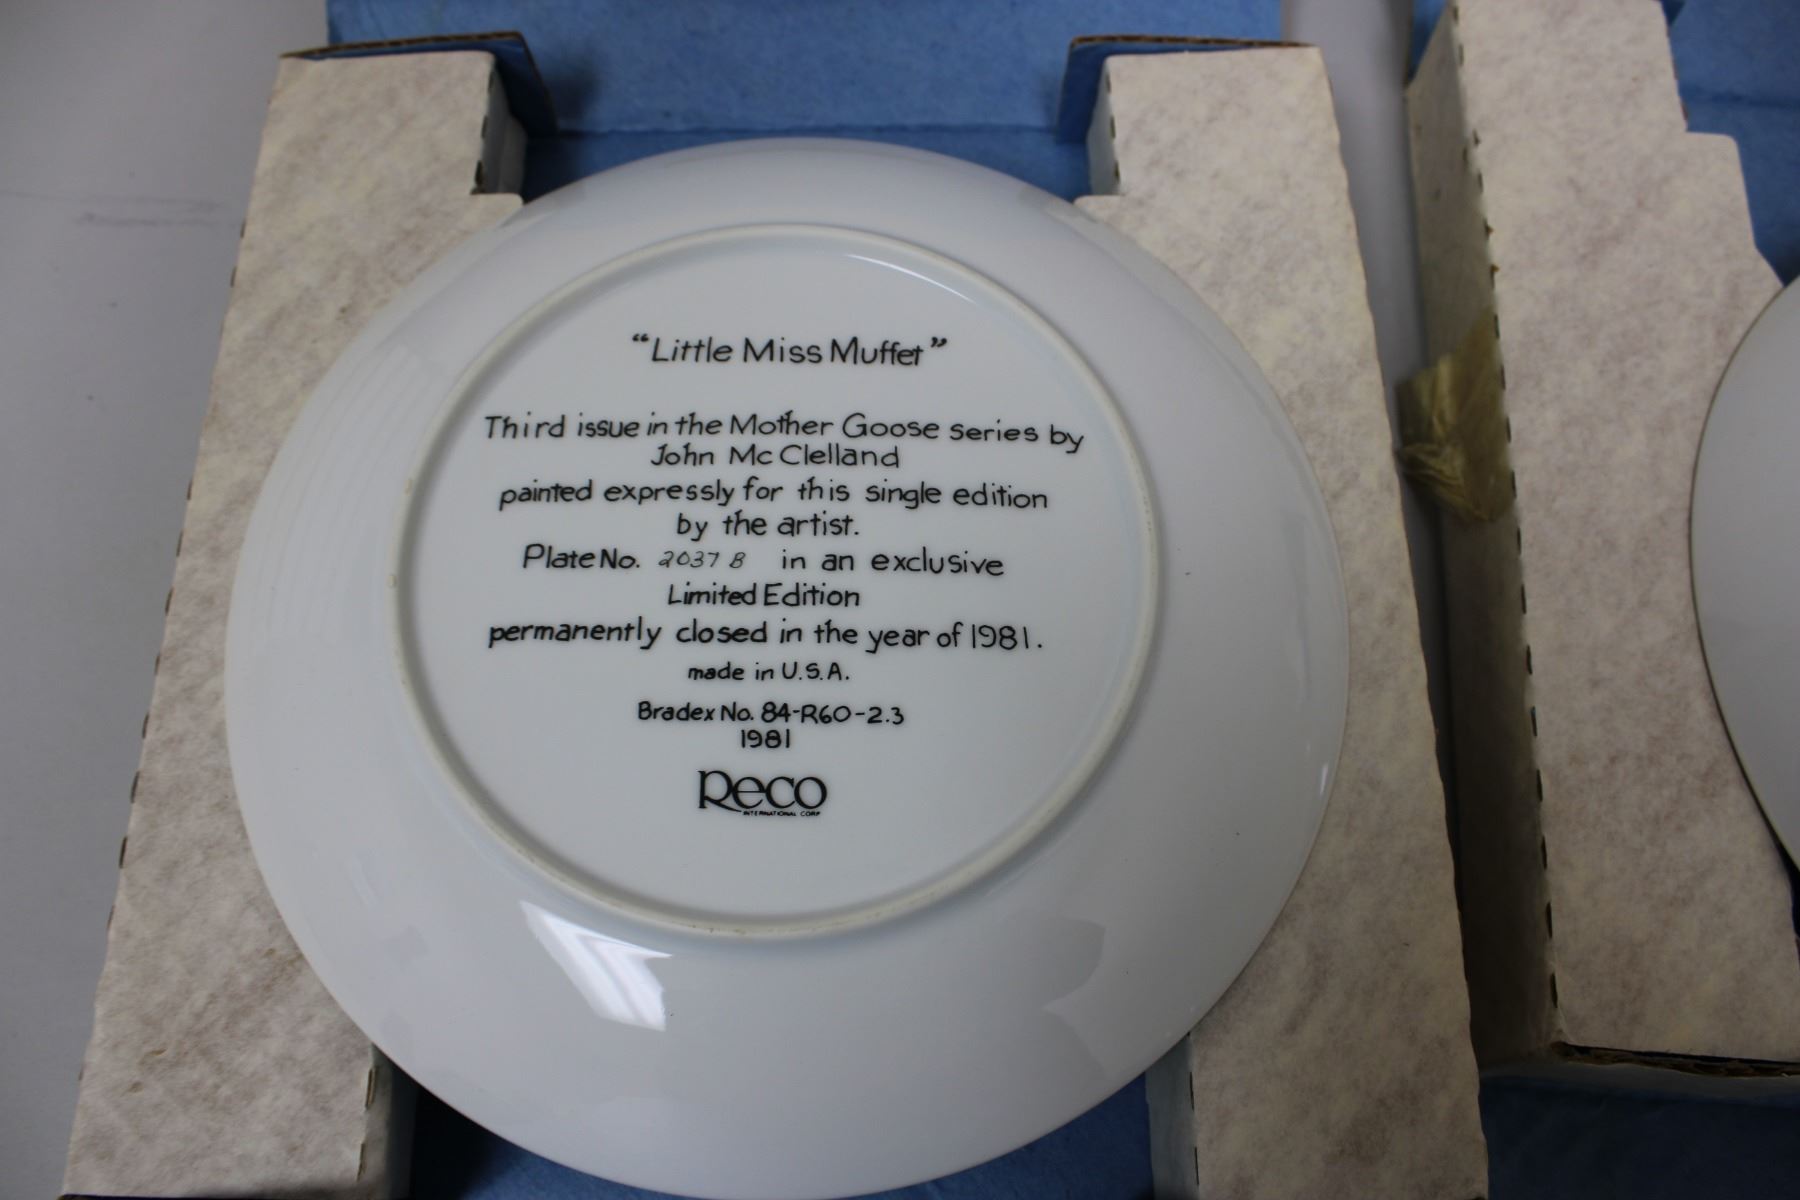 “Little Miss Muffet”
Third issue in the Mother Goose series by
John McClelland
painted expressly for this single edition
by the artist.
Plate No. 2037 B in an exclusive
Limited Edition
permanently closed in the year of 1981.
made in U.S.A.
Bradex No. 84-R60-2.3
1981
Reco
INTERNATIONAL CORP